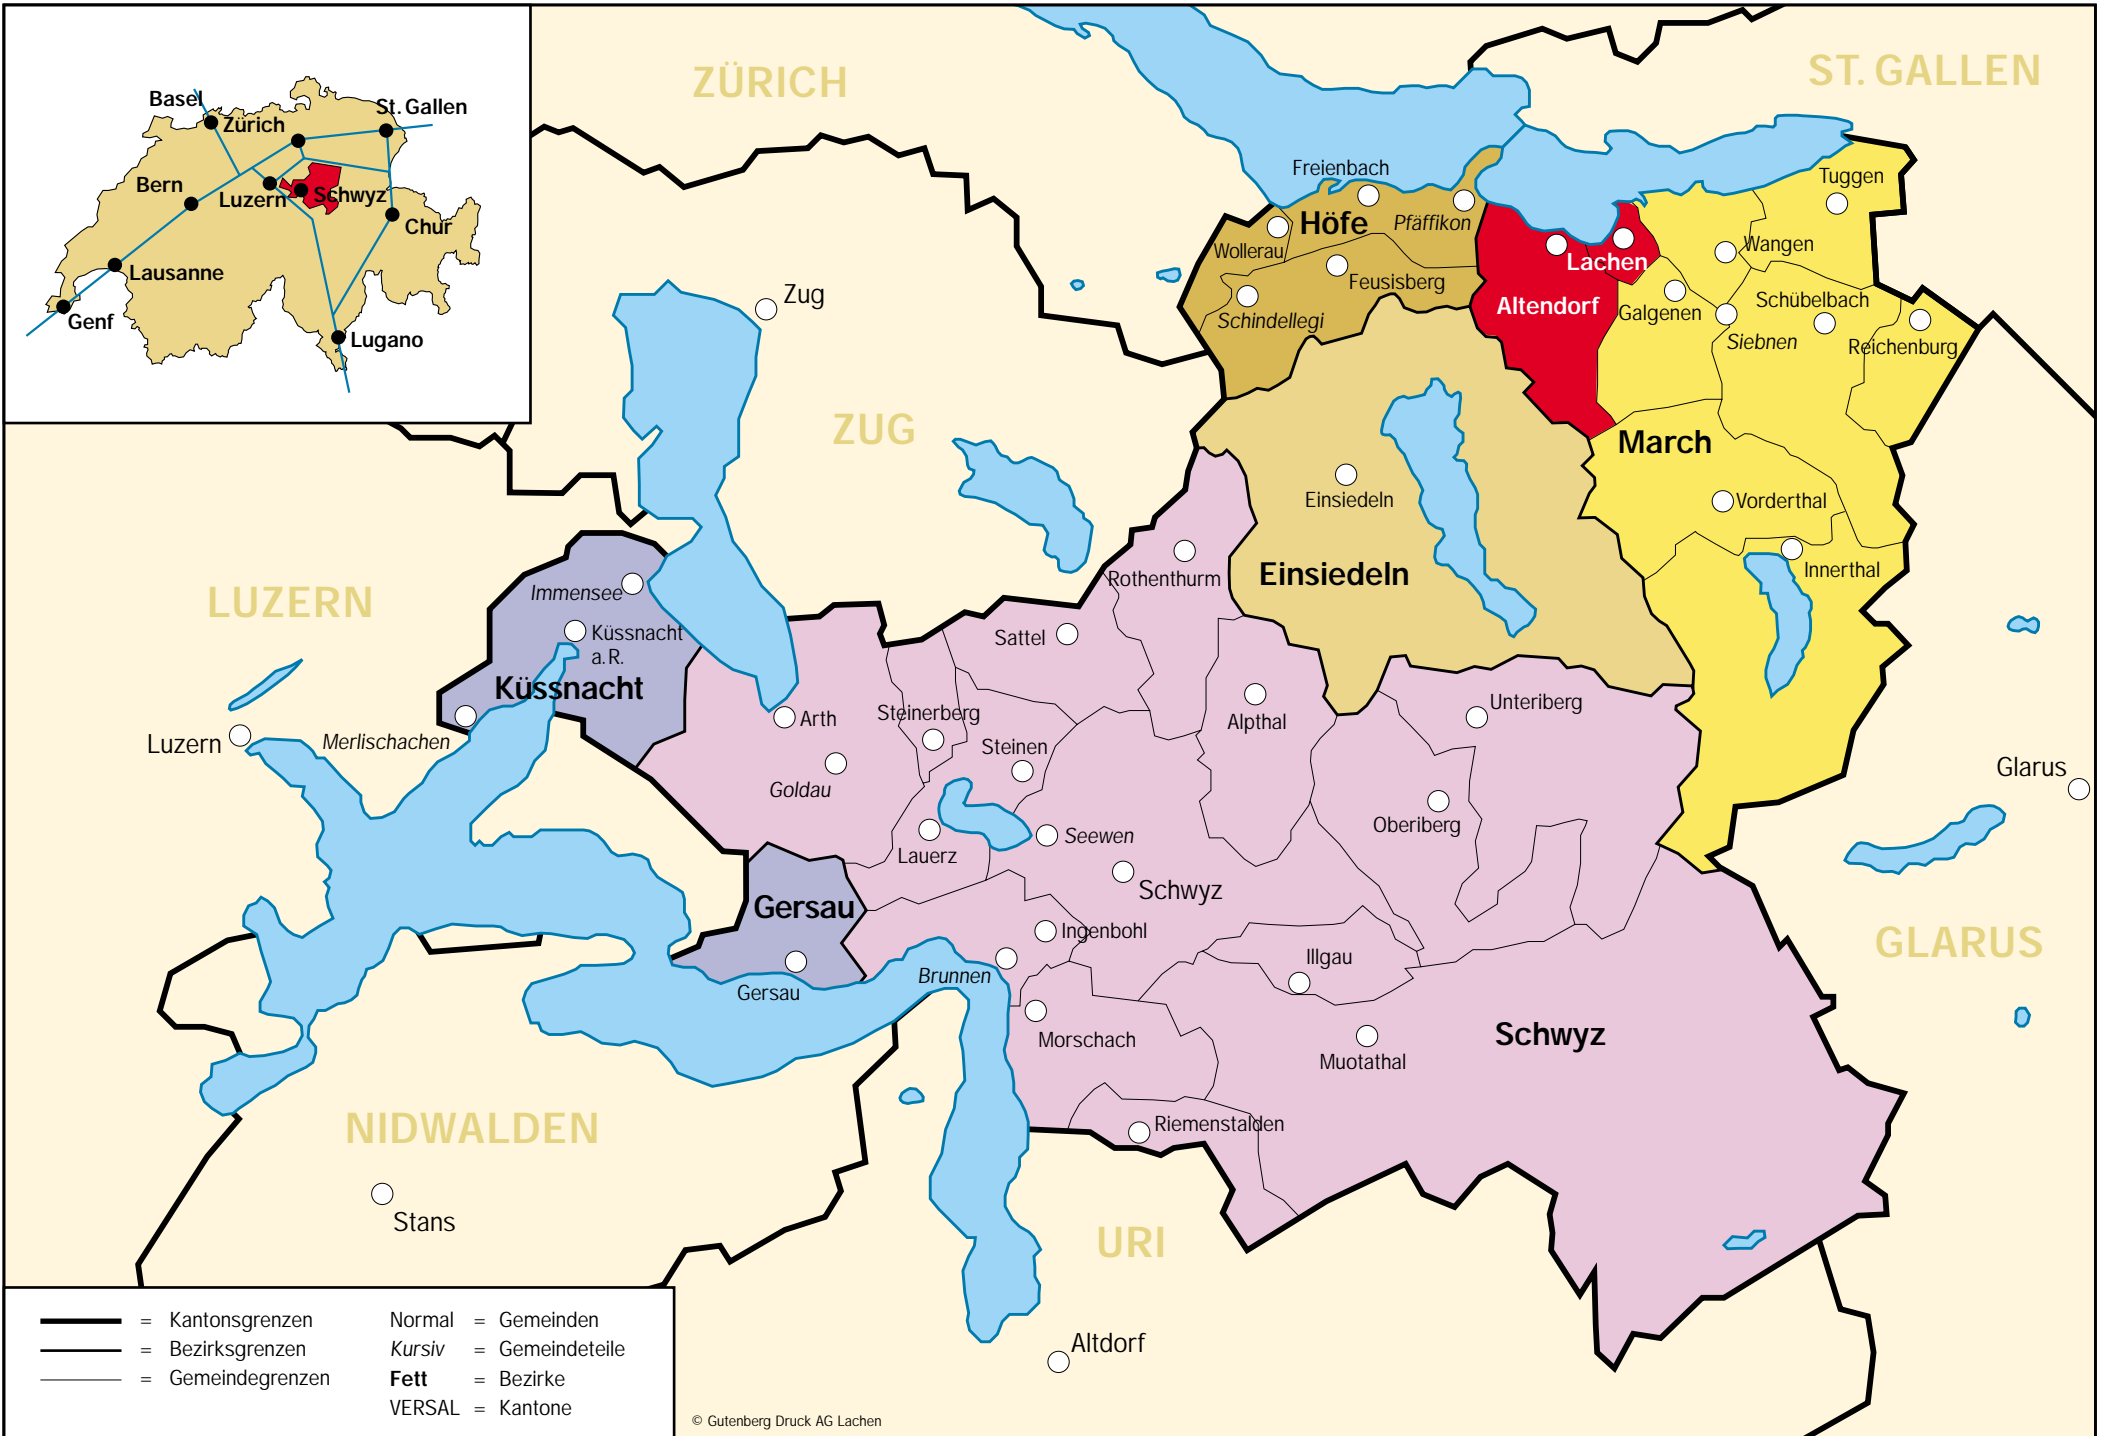 Basel
St. Gallen
Zürich
Bern
Luzern
Schwyz
Chur
Lausanne
Genf
Lugano
ZÜRICH
ST. GALLEN
Freienbach
Tuggen
Höfe
Pfäffikon
Wollerau
Wangen
Lachen
Feusisberg
Zug
Schindellegi
Altendorf
Galgenen
Schübelbach
Siebnen
Reichenburg
ZUG
March
Einsiedeln
Vorderthal
Rothenthurm
Einsiedeln
Innerthal
LUZERN
Immensee
Küssnacht
a. R.
Sattel
Küssnacht
Unteriberg
Arth
Steinerberg
Alpthal
Luzern
Merlischachen
Steinen
Glarus
Goldau
Oberiberg
Seewen
Lauerz
Schwyz
Gersau
Ingenbohl
GLARUS
Illgau
Brunnen
Gersau
Morschach
Schwyz
Muotathal
NIDWALDEN
Riemenstalden
Stans
URI
Altdorf
= Kantonsgrenzen
= Bezirksgrenzen
= Gemeindegrenzen
Normal = Gemeinden
Kursiv = Gemeindeteile
Fett = Bezirke
VERSAL = Kantone
© Gutenberg Druck AG Lachen